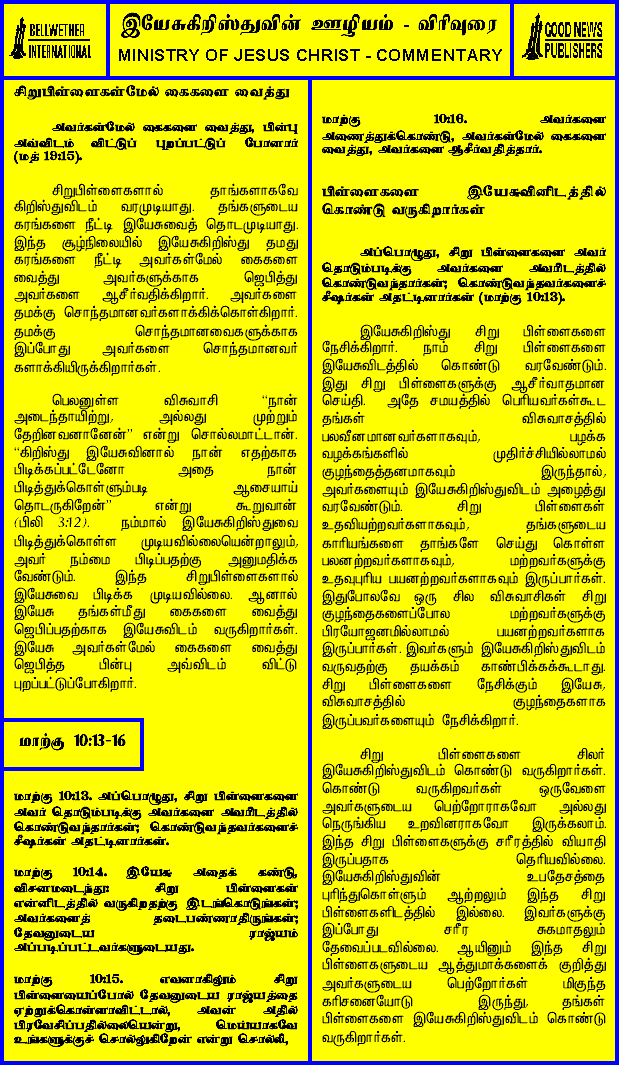 BELLWETHER
INTERNATIONAL
இயேசுகிறிஸ்துவின் ஊழியம் - விரிவுரை
MINISTRY OF JESUS CHRIST - COMMENTARY
GOOD NEWS
PUBLISHERS
சிறுபிள்ளைகள்மேல் கைகளை வைத்து
அவர்கள்மேல் கைகளை வைத்து, பின்பு
அவ்விடம் விட்டுப் புறப்பட்டுப் போனார்
(மத் 19:15).
சிறுபிள்ளைகளால் தாங்களாகவே
கிறிஸ்துவிடம் வரமுடியாது. தங்களுடைய
கரங்களை நீட்டி இயேசுவைத் தொடமுடியாது.
இந்த சூழ்நிலையில் இயேசுகிறிஸ்து தமது
கரங்களை நீட்டி அவர்கள்மேல் கைகளை
வைத்து அவர்களுக்காக ஜெபித்து
அவர்களை ஆசீர்வதிக்கிறார். அவர்களை
தமக்கு சொந்தமானவர்களாக்கிக்கொள்கிறார்.
தமக்கு சொந்தமானவைகளுக்காக
இப்போது அவர்களை சொந்தமானவர்
களாக்கியிருக்கிறார்கள்.
பெலனுள்ள விசுவாசி “நான்
அடைந்தாயிற்று, அல்லது முற்றும்
தேறினவனானேன்” என்று சொல்லமாட்டான்.
“கிறிஸ்து இயேசுவினால் நான் எதற்காக
பிடிக்கப்பட்டேனோ அதை நான்
பிடித்துக்கொள்ளும்படி ஆசையாய்
தொடருகிறேன்” என்று கூறுவான்
(பிலி 3:12). நம்மால் இயேசுகிறிஸ்துவை
பிடித்துக்கொள்ள முடியவில்லையென்றாலும்,
அவர் நம்மை பிடிப்பதற்கு அனுமதிக்க
வேண்டும். இந்த சிறுபிள்ளைகளால்
இயேசுவை பிடிக்க முடியவில்லை. ஆனால்
இயேசு தங்கள்மீது கைகளை வைத்து
ஜெபிப்பதற்காக இயேசுவிடம் வருகிறார்கள்.
இயேசு அவர்கள்மேல் கைகளை வைத்து
ஜெபித்த பின்பு அவ்விடம் விட்டு
புறப்பட்டுப்போகிறார்.
மாற்கு 10:13-16
மாற்கு 10:13. அப்பொழுது, சிறு பிள்ளைகளை
அவர் தொடும்படிக்கு அவர்களை அவரிடத்தில்
கொண்டுவந்தார்கள்; கொண்டுவந்தவர்களைச்
சீஷர்கள் அதட்டினார்கள்.
மாற்கு 10:14. இயேசு அதைக் கண்டு,
விசனமடைந்து: சிறு பிள்ளைகள்
என்னிடத்தில் வருகிறதற்கு இடங்கொடுங்கள்;
அவர்களைத் தடைபண்ணாதிருங்கள்;
தேவனுடைய ராஜ்யம்
அப்படிப்பட்டவர்களுடையது.
மாற்கு 10:15. எவனாகிலும் சிறு
பிள்ளையைப்போல் தேவனுடைய ராஜ்யத்தை
ஏற்றுக்கொள்ளாவிட்டால், அவன் அதில்
பிரவேசிப்பதில்லையென்று, மெய்யாகவே
உங்களுக்குச் சொல்லுகிறேன் என்று சொல்லி,
மாற்கு 10:16. அவர்களை
அணைத்துக்கொண்டு, அவர்கள்மேல் கைகளை
வைத்து, அவர்களை ஆசீர்வதித்தார்.
பிள்ளைகளை இயேசுவினிடத்தில்
கொண்டு வருகிறார்கள்
அப்பொழுது, சிறு பிள்ளைகளை அவர்
தொடும்படிக்கு அவர்களை அவரிடத்தில்
கொண்டுவந்தார்கள்; கொண்டுவந்தவர்களைச்
சீஷர்கள் அதட்டினார்கள் (மாற்கு 10:13).
இயேசுகிறிஸ்து சிறு பிள்ளைகளை
நேசிக்கிறார். நாம் சிறு பிள்ளைகளை
இயேசுவிடத்தில் கொண்டு வரவேண்டும்.
இது சிறு பிள்ளைகளுக்கு ஆசீர்வாதமான
செய்தி. அதே சமயத்தில் பெரியவர்கள்கூட
தங்கள் விசுவாசத்தில்
பலவீனமானவர்களாகவும், பழக்க
வழக்கங்களில் முதிர்ச்சியில்லாமல்
குழந்தைத்தனமாகவும் இருந்தால்,
அவர்களையும் இயேசுகிறிஸ்துவிடம் அழைத்து
வரவேண்டும். சிறு பிள்ளைகள்
உதவியற்றவர்களாகவும், தங்களுடைய
காரியங்களை தாங்களே செய்து கொள்ள
பலனற்றவர்களாகவும், மற்றவர்களுக்கு
உதவுபுரிய பயனற்றவர்களாகவும் இருப்பார்கள்.
இதுபோலவே ஒரு சில விசுவாசிகள் சிறு
குழந்தைகளைப்போல மற்றவர்களுக்கு
பிரயோஜனமில்லாமல் பயனற்றவர்களாக
இருப்பார்கள். இவர்களும் இயேசுகிறிஸ்துவிடம்
வருவதற்கு தயக்கம் காண்பிக்கக்கூடாது.
சிறு பிள்ளைகளை நேசிக்கும் இயேசு,
விசுவாசத்தில் குழந்தைகளாக
இருப்பவர்களையும் நேசிக்கிறார்.
சிறு பிள்ளைகளை சிலர்
இயேசுகிறிஸ்துவிடம் கொண்டு வருகிறார்கள்.
கொண்டு வருகிறவர்கள் ஒருவேளை
அவர்களுடைய பெற்றோராகவோ அல்லது
நெருங்கிய உறவினராகவோ இருக்கலாம்.
இந்த சிறு பிள்ளைகளுக்கு சரீரத்தில் வியாதி
இருப்பதாக தெரியவில்லை.
இயேசுகிறிஸ்துவின் உபதேசத்தை
புரிந்துகொள்ளும் ஆற்றலும் இந்த சிறு
பிள்ளைகளிடத்தில் இல்லை. இவர்களுக்கு
இப்போது சரீர சுகமாதலும்
தேவைப்படவில்லை. ஆயினும் இந்த சிறு
பிள்ளைகளுடைய ஆத்துமாக்களைக் குறித்து
அவர்களுடைய பெற்றோர்கள் மிகுந்த
கரிசனையோடு இருந்து, தங்கள்
பிள்ளைகளை இயேசுகிறிஸ்துவிடம் கொண்டு
வருகிறார்கள்.